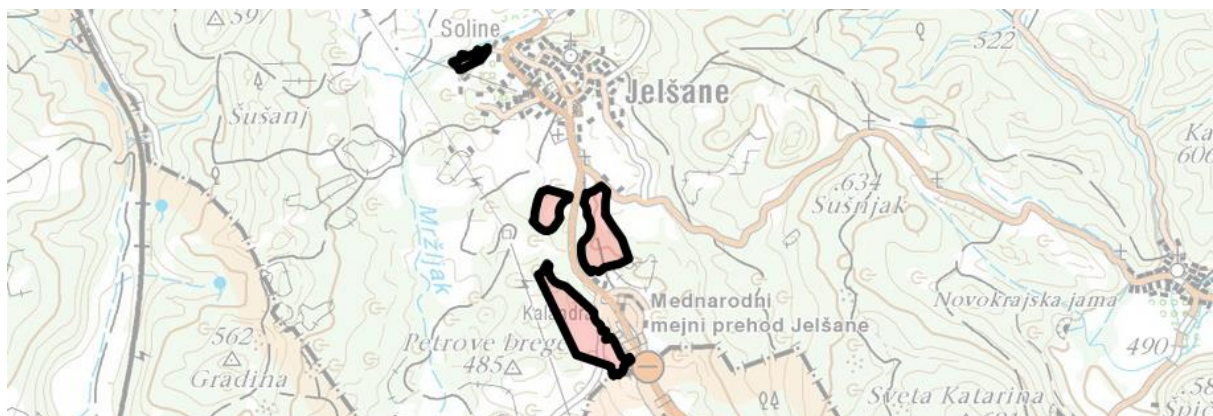 597
Soline
522
Jelšane
Šušanj
Ka
606
.634
Sušnjak
Mržljak
Novokrajska jama
Mednarodni
mejni prehod Jelšane
Petrove brege
485
562
Gradina
490
Sveta Katarina